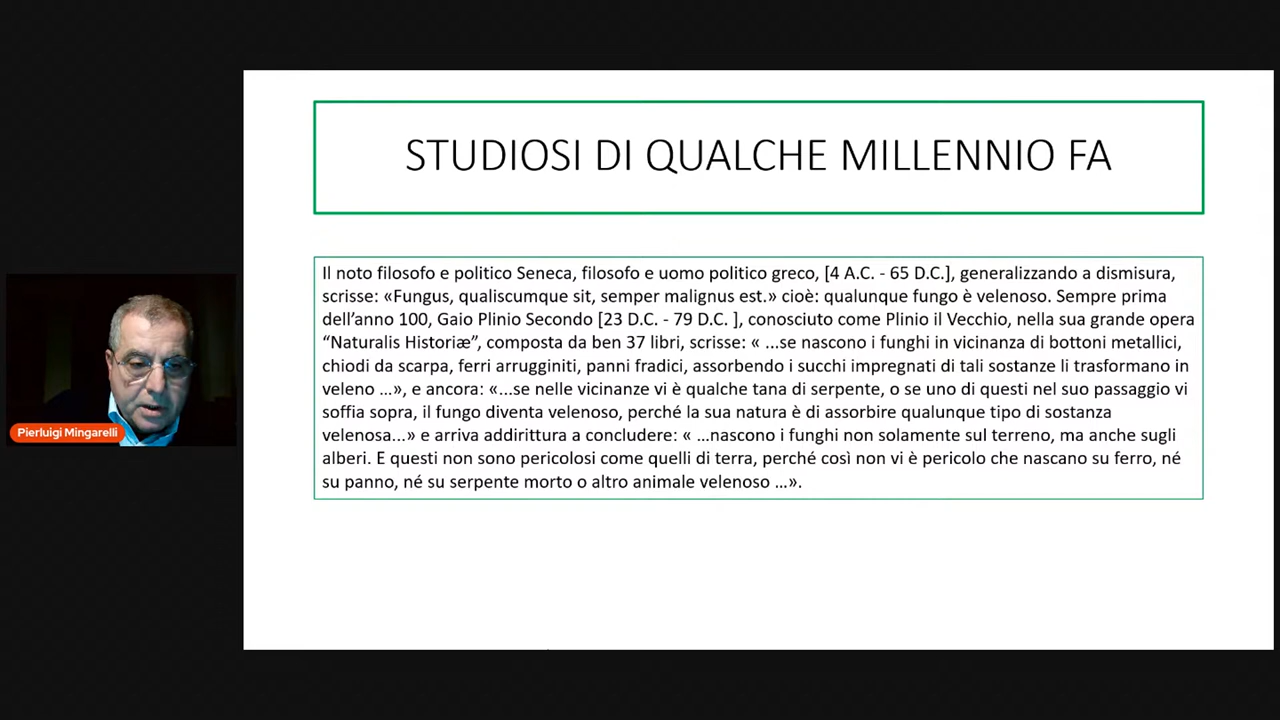 STUDIOSI DI QUALCHE MILLENNIO FA
Il noto filosofo e politico Seneca, filosofo e uomo politico greco, [4 A.C. - 65 D.C.], generalizzando a dismisura,
scrisse: «Fungus, qualiscumque sit, semper malignus est.» cioè: qualunque fungo è velenoso. Sempre prima
dell’anno 100, Gaio Plinio Secondo [23 D.C. - 79 D.C. ], conosciuto come Plinio il Vecchio, nella sua grande opera
“Naturalis Historiæ”, composta da ben 37 libri, scrisse: « ...se nascono i funghi in vicinanza di bottoni metallici,
chiodi da scarpa, ferri arrugginiti, panni fradici, assorbendo i succhi impregnati di tali sostanze li trasformano in
veleno ...», e ancora: «...se nelle vicinanze vi è qualche tana di serpente, o se uno di questi nel suo passaggio vi
soffia sopra, il fungo diventa velenoso, perché la sua natura è di assorbire qualunque tipo di sostanza
velenosa...» e arriva addirittura a concludere: « ...nascono i funghi non solamente sul terreno, ma anche sugli
alberi. E questi non sono pericolosi come quelli di terra, perché così non vi è pericolo che nascano su ferro, né
su panno, né su serpente morto o altro animale velenoso ...».
Pierluigi Mingarelli